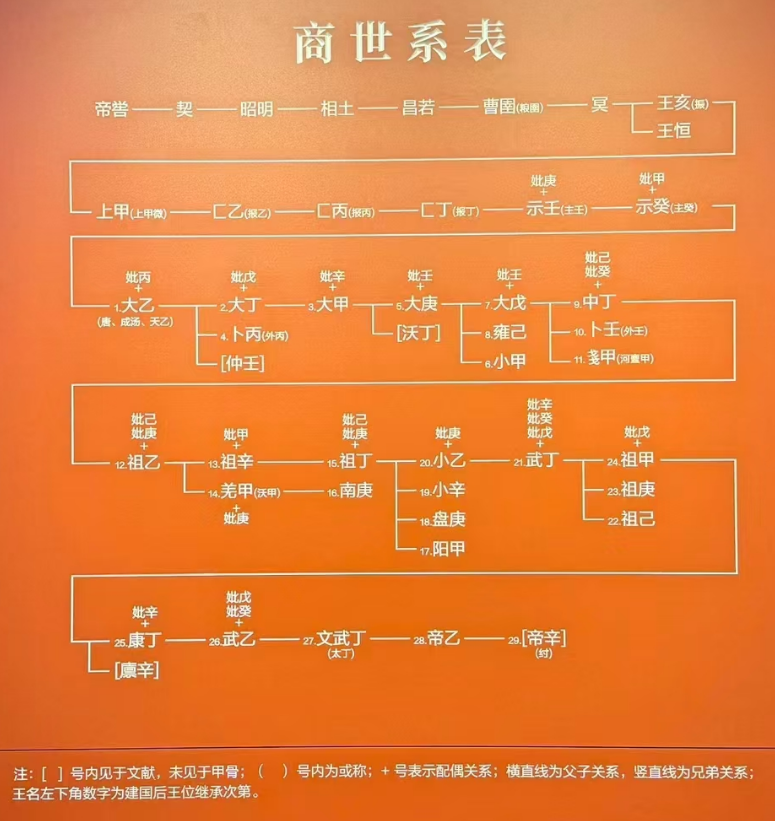 商世系表
帝喾 契 昭明 相土 昌若 曹圉(粮圉) 冥 王亥(振)
王恒
妣庚 妣甲
+ +
上甲(上甲微) 匚乙(报乙) 匚丙(报丙) 匚丁(报丁) 示壬(主壬) 示癸(主癸)
妣己
妣丙 妣戊 妣辛 妣壬 妣壬 妣癸
+ + + + + +
1.大乙 2.大丁 3.大甲 5.大庚 7.大戊 9.中丁
(唐、成汤、天乙) 4.卜丙(外丙) [沃丁] 8.雍己 10.卜壬(外壬)
[仲壬] 6.小甲 11.戔甲(河亶甲)
妣辛
妣己 妣己 妣癸
妣庚 妣甲 妣庚 妣庚 妣戊 妣戊
+ + + + + +
12.祖乙 13.祖辛 15.祖丁 20.小乙 21.武丁 24.祖甲
14.羌甲(沃甲) 16.南庚 19.小辛 23.祖庚
+
妣庚 18.盘庚 22.祖己
17.阳甲
妣戊
妣辛 妣癸
+ +
25.康丁 26.武乙 27.文武丁 28.帝乙 29.[帝辛]
(太丁) (纣)
[廪辛]
注：[ ]号内见于文献，未见于甲骨；( )号内为或称；+号表示配偶关系；横直线为父子关系，竖直线为兄弟关系；
王名左下角数字为建国后王位继承次第。